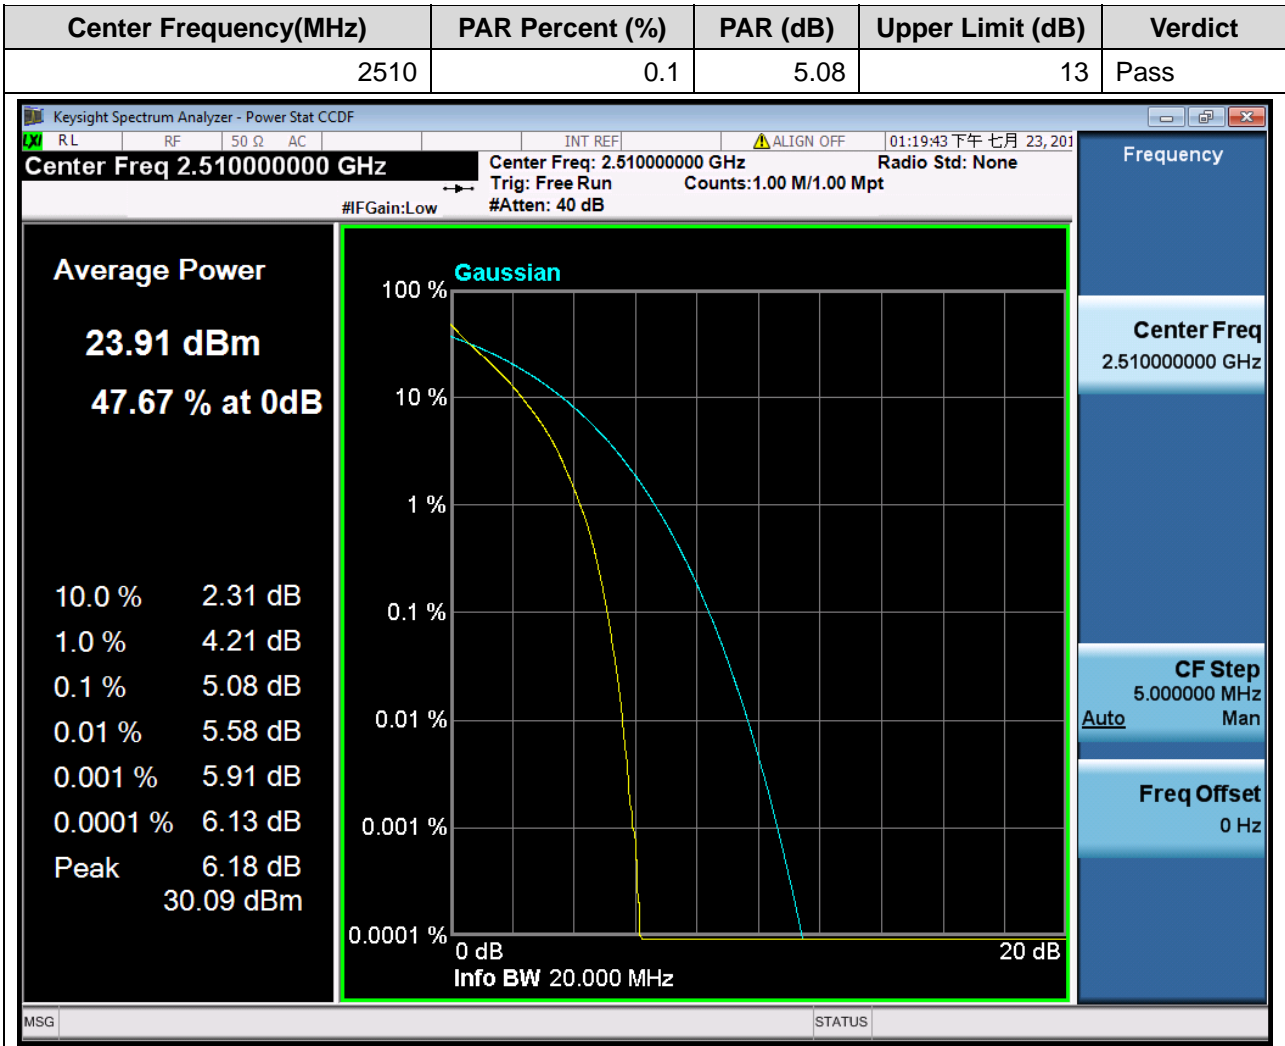 Center Frequency(MHz) PAR Percent (%) PAR (dB) Upper Limit (dB) Verdict
2510 0.1 5.08 13 Pass
Keysight Spectrum Analyzer - Power Stat CCDF
LXI RL RF 50 Ω AC INT REF ALIGN OFF 01:19:43 下午 七月 23, 201
Center Freq 2.510000000 GHz
Center Freq: 2.510000000 GHz Radio Std: None
Trig: Free Run Counts:1.00 M/1.00 Mpt
#IFGain:Low #Atten: 40 dB
Average Power
23.91 dBm
47.67 % at 0dB
10.0 % 2.31 dB
1.0 % 4.21 dB
0.1 % 5.08 dB
0.01 % 5.58 dB
0.001 % 5.91 dB
0.0001 % 6.13 dB
Peak 6.18 dB
30.09 dBm
Gaussian
100 %
10 %
1 %
0.1 %
0.01 %
0.001 %
0.0001 %
0 dB 20 dB
Info BW 20.000 MHz
Frequency
Center Freq
2.510000000 GHz
CF Step
5.000000 MHz
Auto Man
Freq Offset
0 Hz
MSG STATUS